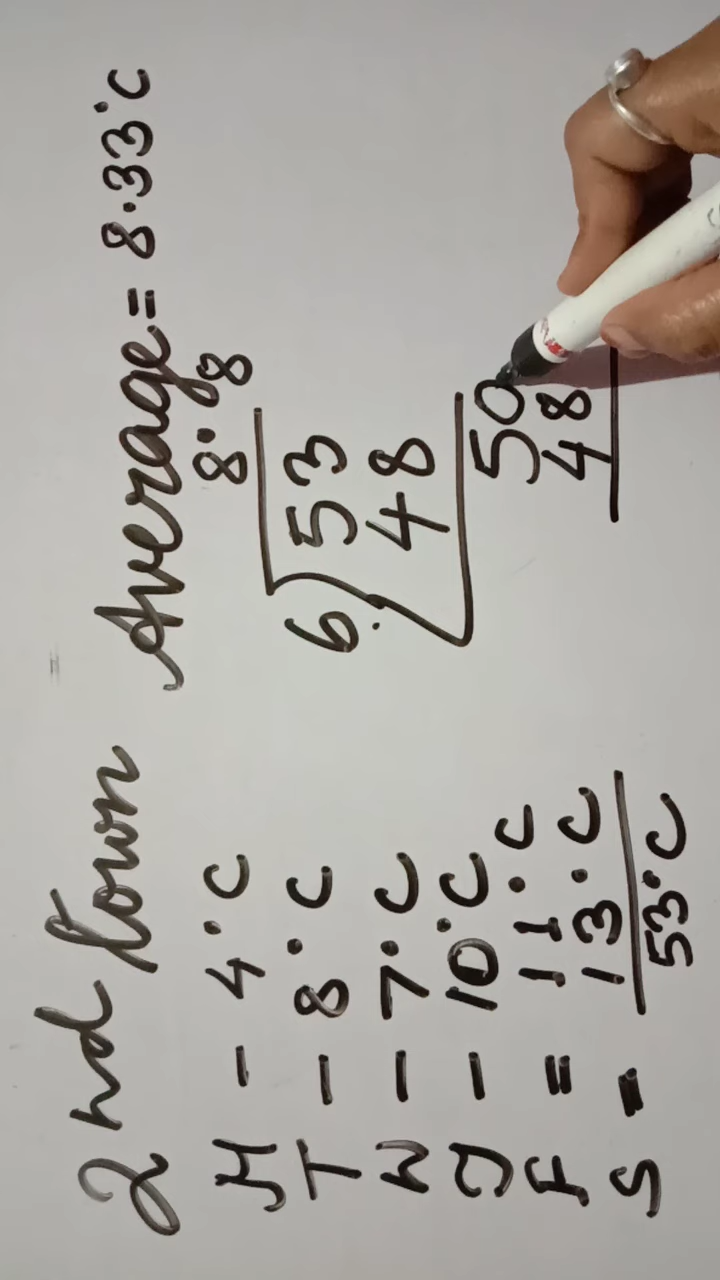 2nd Town
M - 4°C
T - 8°C
W - 7°C
T - 10°C
F = 11°C
S = 13°C
53°C
Average = 8.33°C
8.8
6) 53
48
50
48